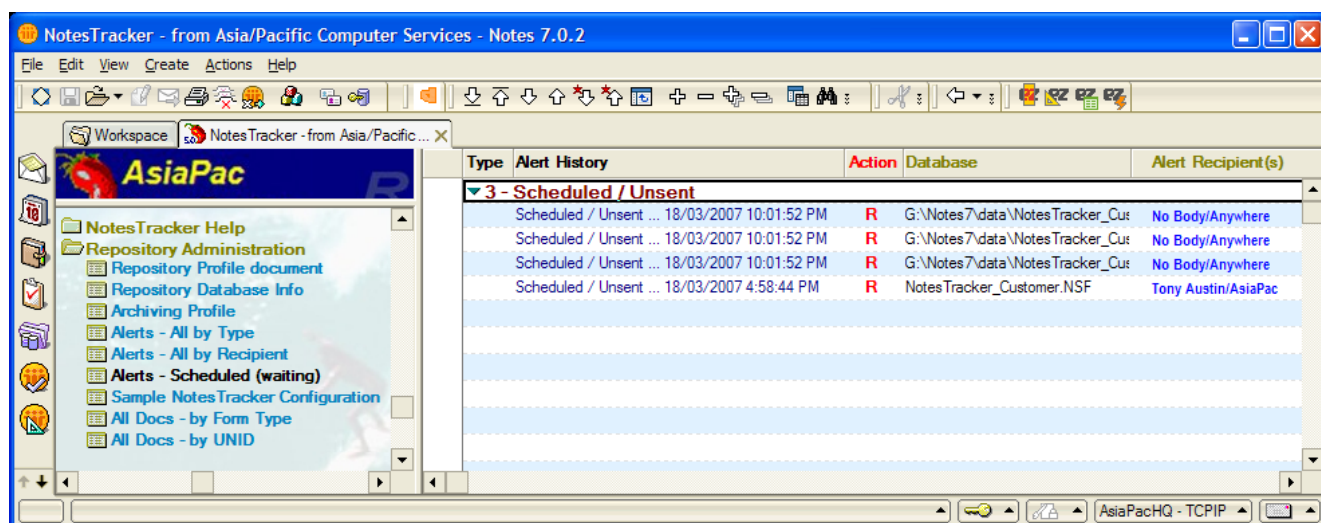 NotesTracker - from Asia/Pacific Computer Services - Notes 7.0.2
File Edit View Create Actions Help
Workspace NotesTracker - from Asia/Pacific...
AsiaPac
NotesTracker Help
Repository Administration
Repository Profile document
Repository Database Info
Archiving Profile
Alerts - All by Type
Alerts - All by Recipient
Alerts - Scheduled (waiting)
Sample NotesTracker Configuration
All Docs - by Form Type
All Docs - by UNID
Type Alert History Action Database Alert Recipient(s)
3 - Scheduled / Unsent
Scheduled / Unsent ... 18/03/2007 10:01:52 PM R G:\Notes7\data\NotesTracker_Cus No Body/Anywhere
Scheduled / Unsent ... 18/03/2007 10:01:52 PM R G:\Notes7\data\NotesTracker_Cus No Body/Anywhere
Scheduled / Unsent ... 18/03/2007 10:01:52 PM R G:\Notes7\data\NotesTracker_Cus No Body/Anywhere
Scheduled / Unsent ... 18/03/2007 4:58:44 PM R NotesTracker_Customer.NSF Tony Austin/AsiaPac
AsiaPacHQ - TCPIP